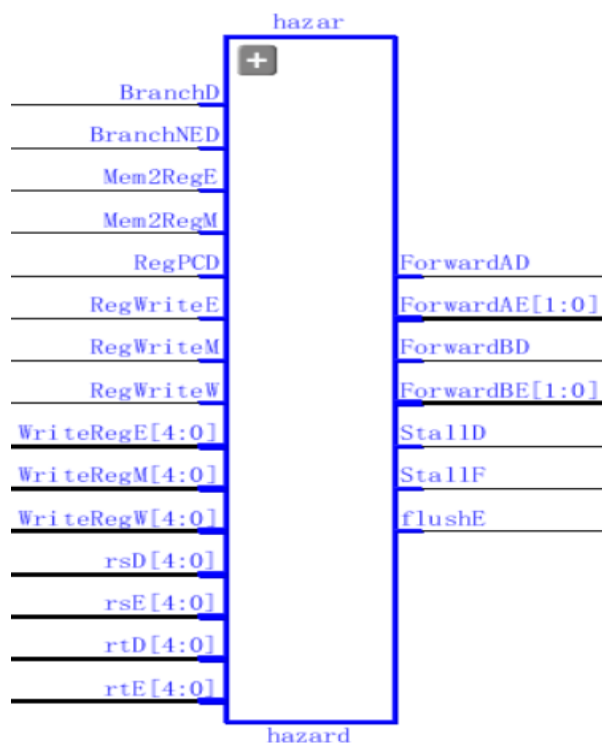 hazar
BranchD
BranchNED
Mem2RegE
Mem2RegM
RegPCD
RegWriteE
RegWriteM
RegWriteW
WriteRegE[4:0]
WriteRegM[4:0]
WriteRegW[4:0]
rsD[4:0]
rsE[4:0]
rtD[4:0]
rtE[4:0]
ForwardAD
ForwardAE[1:0]
ForwardBD
ForwardBE[1:0]
StallD
StallF
flushE
hazard